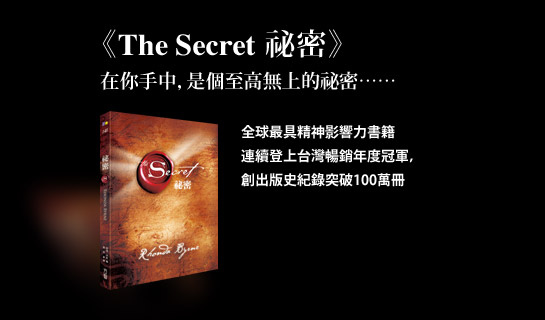 《The Secret 祕密》
在你手中, 是個至高無上的祕密⋯⋯
全球最具精神影響力書籍
連續登上台灣暢銷年度冠軍,
創出版史紀錄突破100萬冊
The Secret
祕密
Rhonda Byrne
祕密